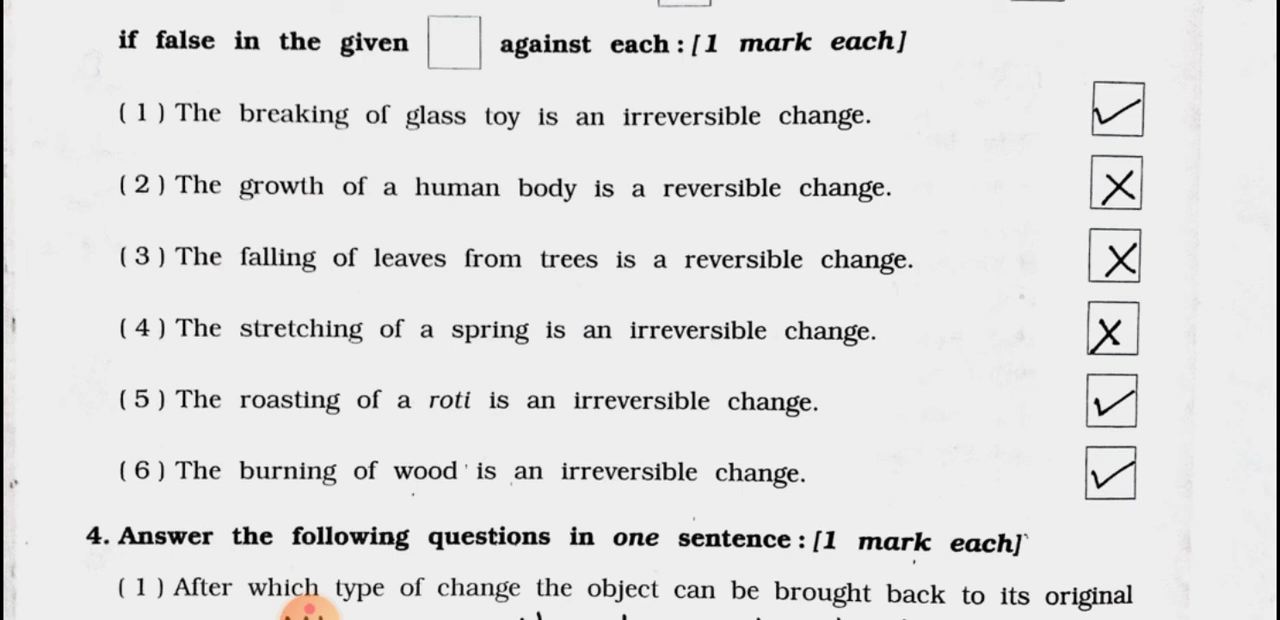 if false in the given against each : [1 mark each]
( 1 ) The breaking of glass toy is an irreversible change. ✓
( 2 ) The growth of a human body is a reversible change. X
( 3 ) The falling of leaves from trees is a reversible change. X
( 4 ) The stretching of a spring is an irreversible change. X
( 5 ) The roasting of a roti is an irreversible change. ✓
( 6 ) The burning of wood is an irreversible change. ✓
4. Answer the following questions in one sentence : [1 mark each]
( 1 ) After which type of change the object can be brought back to its original